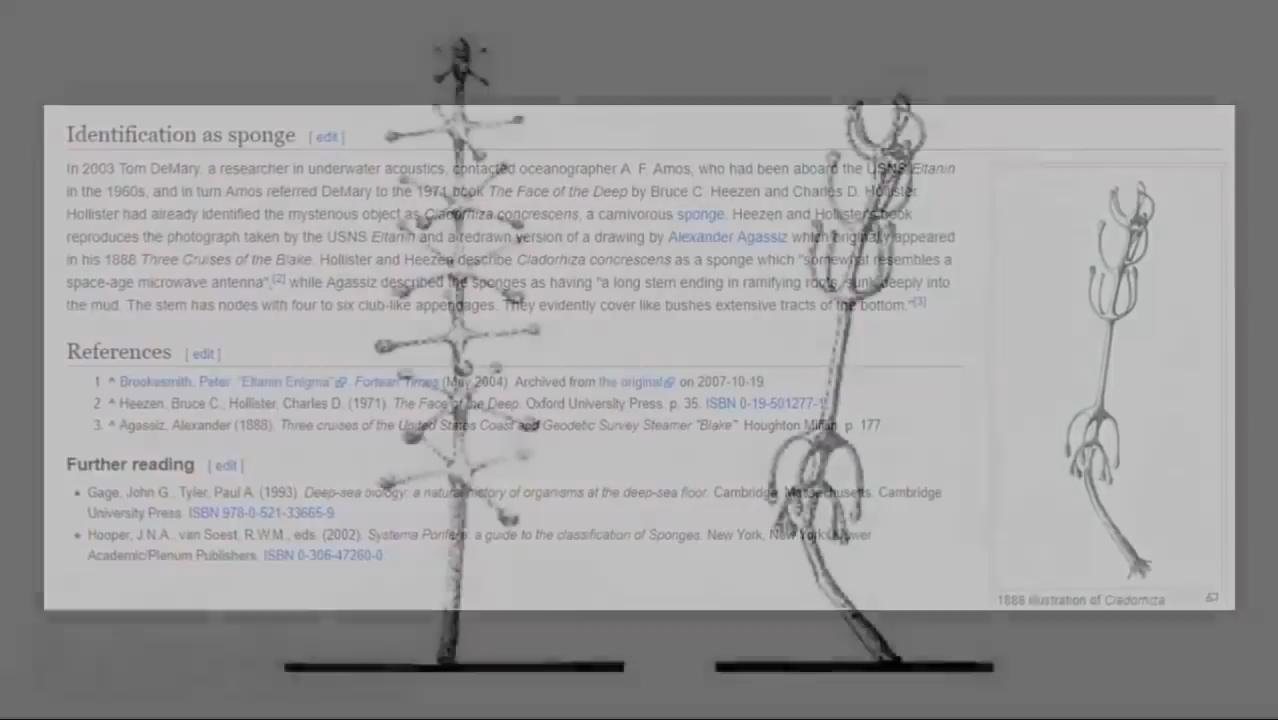 Identification as sponge [ edit ]
In 2003 Tom DeMary, a researcher in underwater acoustics, contacted oceanographer A. F. Amos, who had been aboard the USNS Eltanin
in the 1960s, and in turn Amos referred DeMary to the 1971 book The Face of the Deep by Bruce C. Heezen and Charles D. Hollister.
Hollister had already identified the mysterious object as Cladorhiza concrescens, a carnivorous sponge. Heezen and Hollister's book
reproduces the photograph taken by the USNS Eltanin and a redrawn version of a drawing by Alexander Agassiz which originally appeared
in his 1888 Three Cruises of the Blake. Hollister and Heezen describe Cladorhiza concrescens as a sponge which "somewhat resembles a
space-age microwave antenna",[2] while Agassiz described the sponges as having "a long stem ending in ramifying roots, sunk deeply into
the mud. The stem has nodes with four to six club-like appendages. They evidently cover like bushes extensive tracts of the bottom."[3]
References [ edit ]
1. ^ Brookesmith, Peter. "Eltanin Enigma". Fortean Times (May 2004). Archived from the original on 2007-10-19.
2. ^ Heezen, Bruce C., Hollister, Charles D. (1971). The Face of the Deep. Oxford University Press. p. 35. ISBN 0-19-501277-1.
3. ^ Agassiz, Alexander (1888). Three cruises of the United States Coast and Geodetic Survey Steamer "Blake". Houghton Mifflin. p. 177.
Further reading [ edit ]
• Gage, John G., Tyler, Paul A. (1993). Deep-sea biology: a natural history of organisms at the deep-sea floor. Cambridge, Massachusetts: Cambridge
University Press. ISBN 978-0-521-33665-9.
• Hooper, J.N.A., van Soest, R.W.M., eds. (2002). Systema Porifera: a guide to the classification of Sponges. New York, New York: Kluwer
Academic/Plenum Publishers. ISBN 0-306-47260-0.
1888 illustration of Cladorhiza